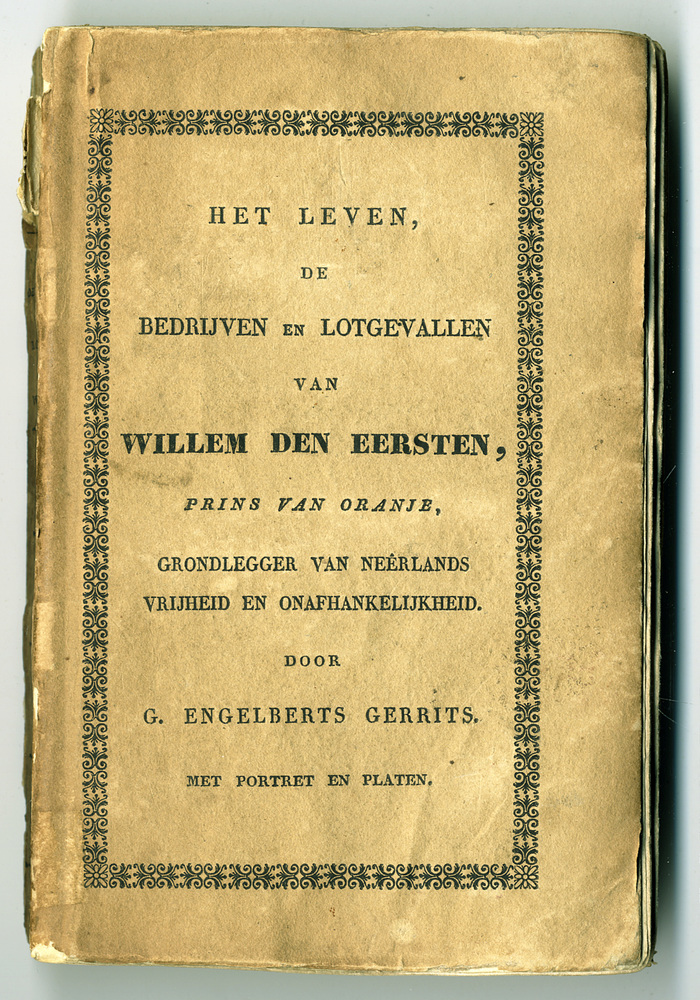 HET LEVEN,
DE
BEDRIJVEN EN LOTGEVALLEN
VAN
WILLEM DEN EERSTEN,
PRINS VAN ORANJE,
GRONDLEGGER VAN NEÊRLANDS
VRIJHEID EN ONAFHANKELIJKHEID.
DOOR
G. ENGELBERTS GERRITS.
MET PORTRET EN PLATEN.